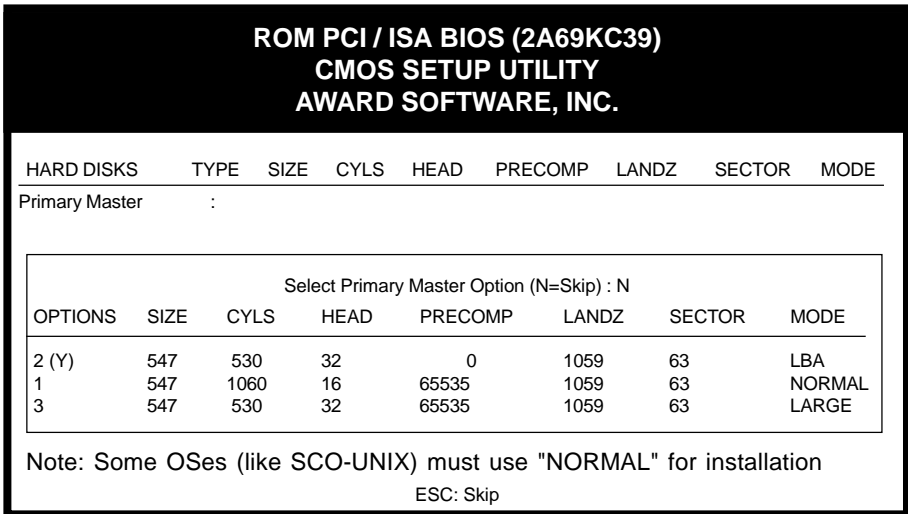 ROM PCI / ISA BIOS (2A69KC39)
CMOS SETUP UTILITY
AWARD SOFTWARE, INC.
HARD DISKS TYPE SIZE CYLS HEAD PRECOMP LANDZ SECTOR MODE
Primary Master :
Select Primary Master Option (N=Skip) : N
OPTIONS SIZE CYLS HEAD PRECOMP LANDZ SECTOR MODE
2 (Y) 547 530 32 0 1059 63 LBA
1 547 1060 16 65535 1059 63 NORMAL
3 547 530 32 65535 1059 63 LARGE
Note: Some OSes (like SCO-UNIX) must use "NORMAL" for installation
ESC: Skip